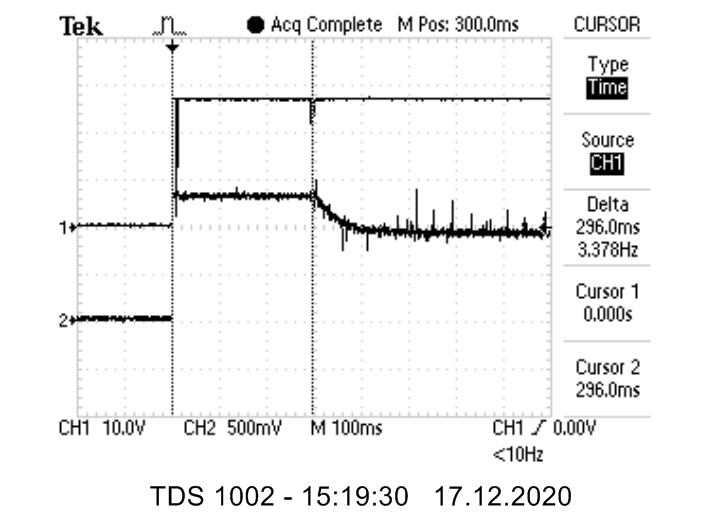 Tek Acq Complete M Pos: 300.0ms CURSOR
Type
Time
Source
CH1
Delta
296.0ms
3.378Hz
Cursor 1
0.000s
Cursor 2
296.0ms
1
2
CH1 10.0V CH2 500mV M 100ms CH1 0.00V
<10Hz
TDS 1002 - 15:19:30 17.12.2020